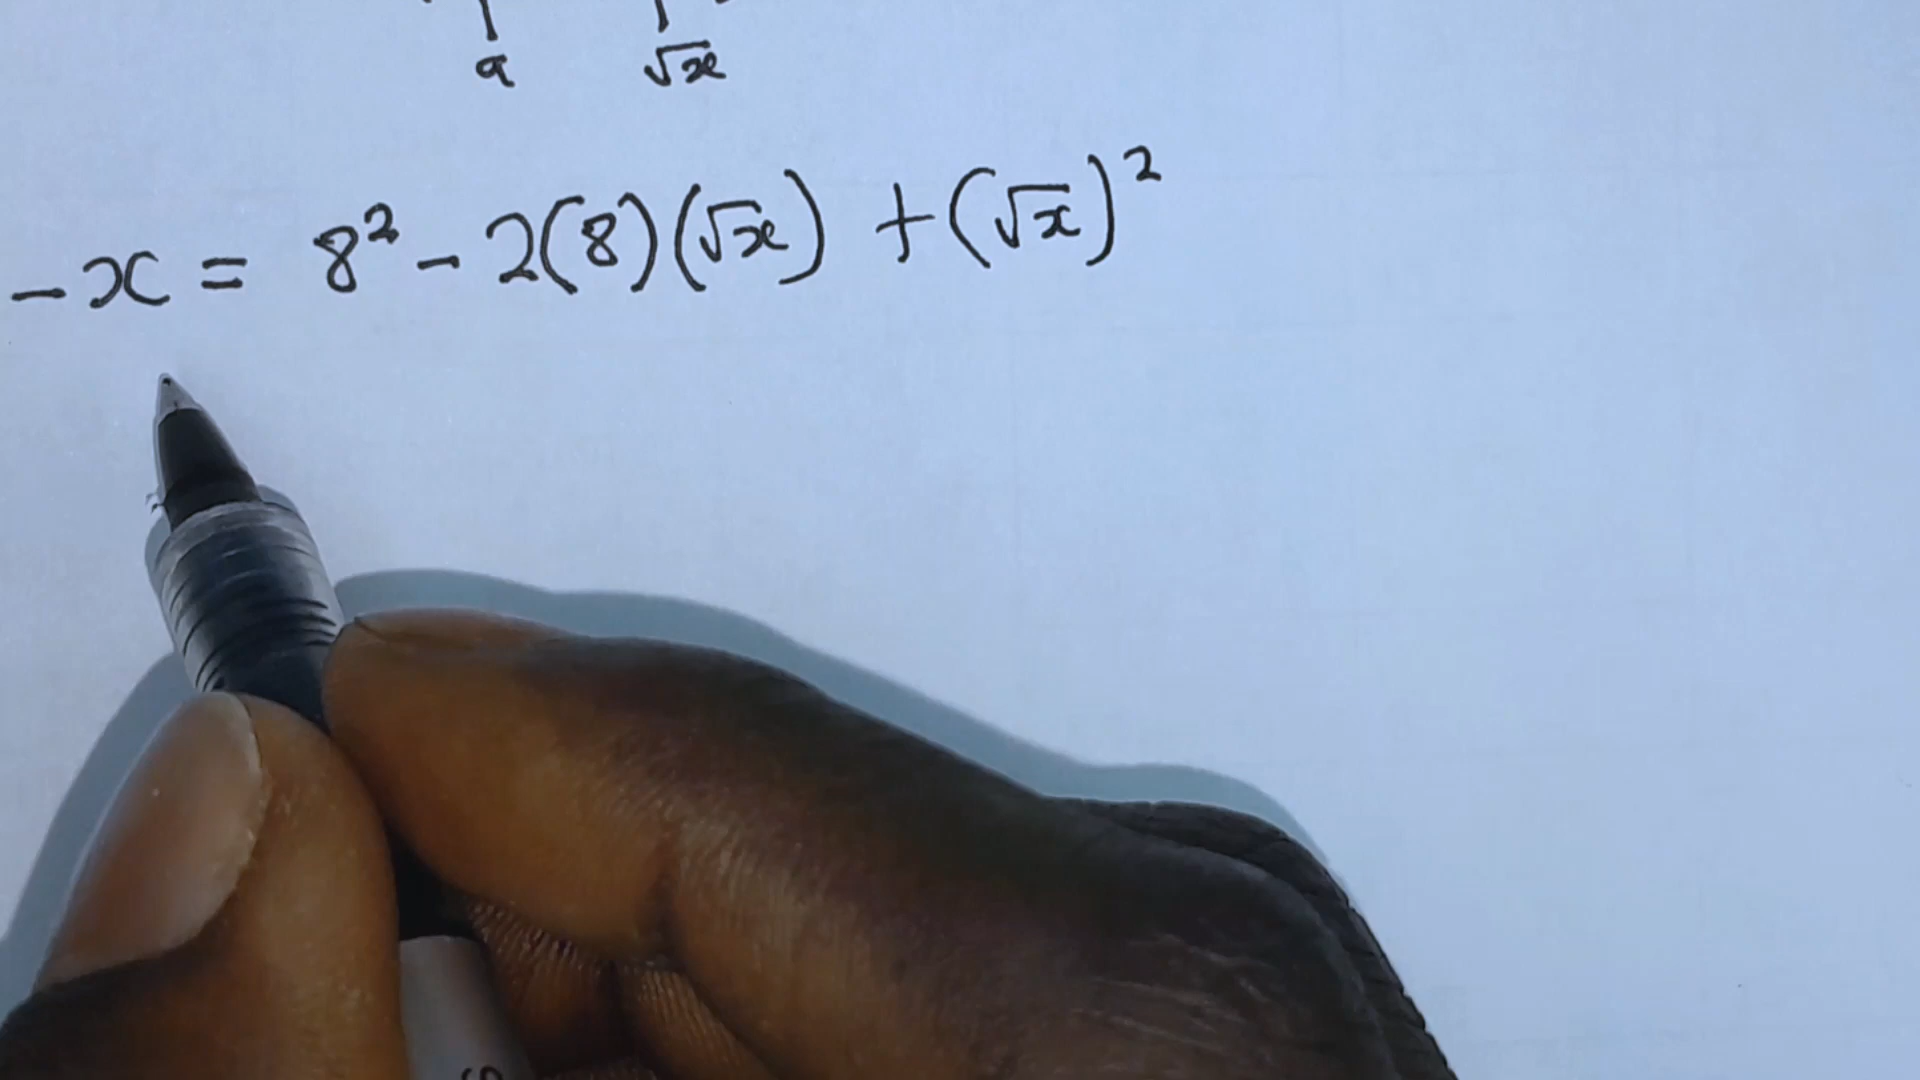 a √x
-x = 8² - 2(8)(√x) + (√x)²